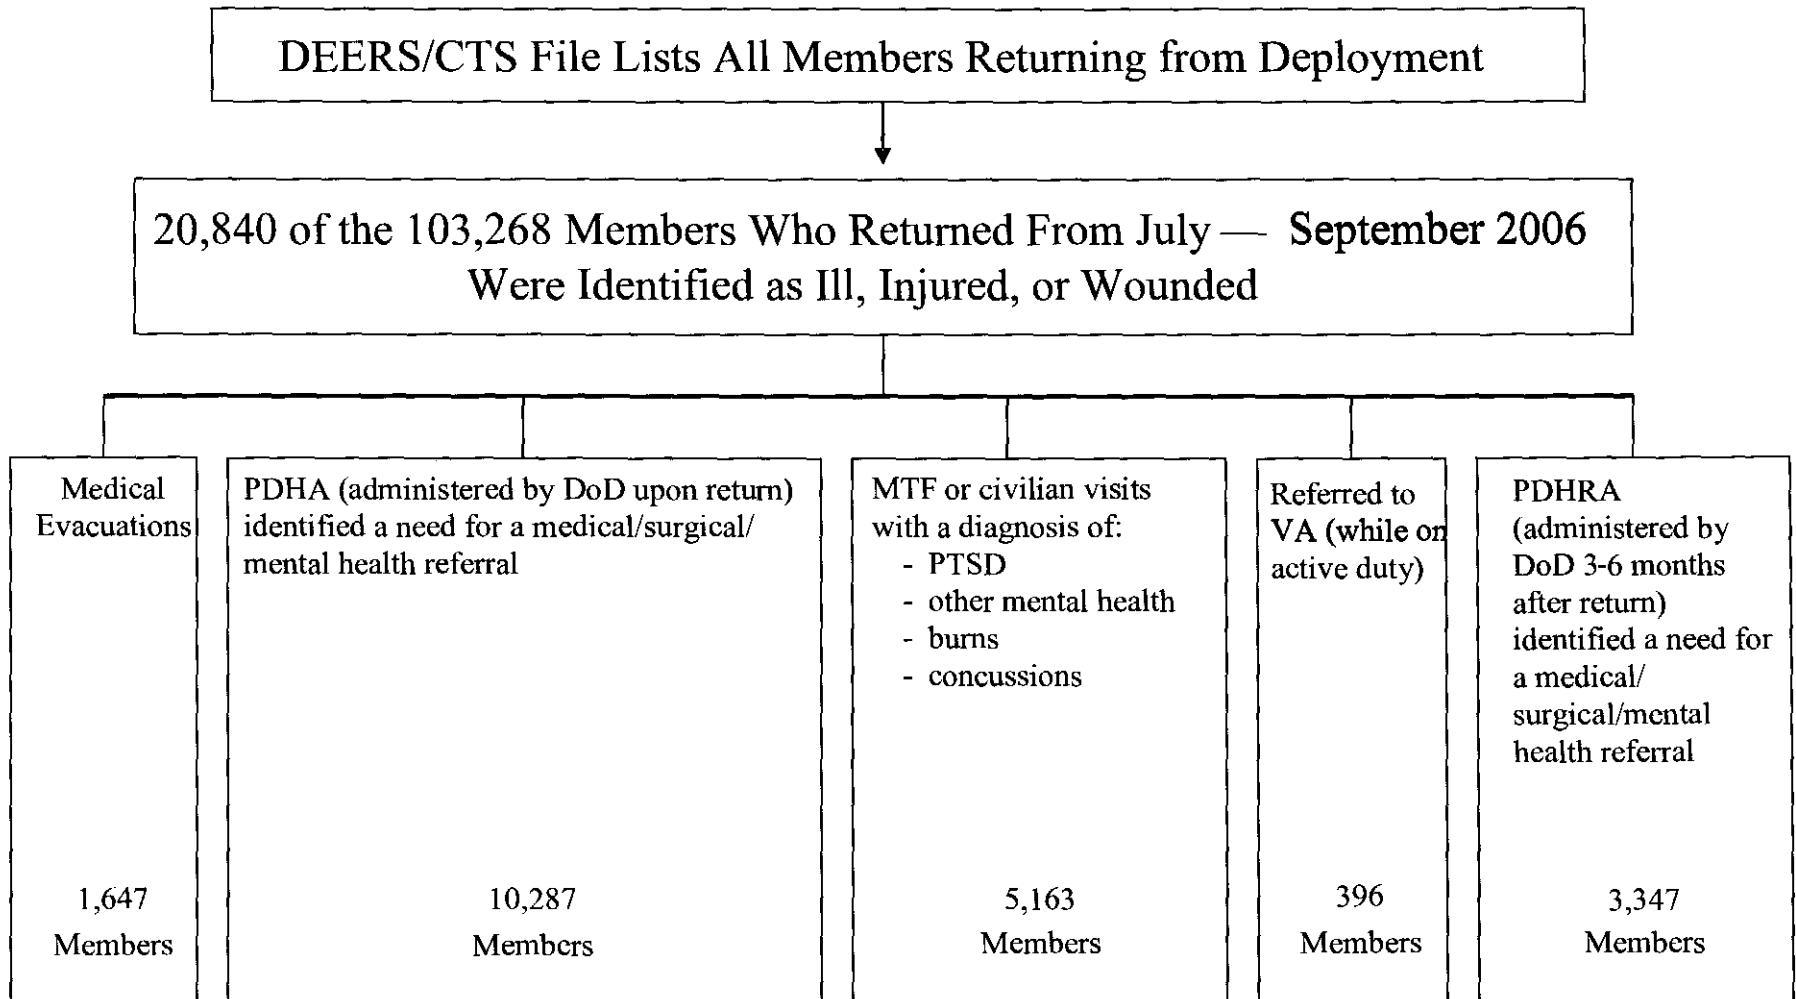 DEERS/CTS File Lists All Members Returning from Deployment
20,840 of the 103,268 Members Who Returned From July — September 2006
Were Identified as Ill, Injured, or Wounded
Medical
Evacuations
PDHA (administered by DoD upon return)
identified a need for a medical/surgical/
mental health referral
MTF or civilian visits
with a diagnosis of:
- PTSD
- other mental health
- burns
- concussions
Referred to
VA (while on
active duty)
PDHRA
(administered by
DoD 3-6 months
after return)
identified a need for
a medical/
surgical/mental
health referral
1,647
Members
10,287
Members
5,163
Members
396
Members
3,347
Members